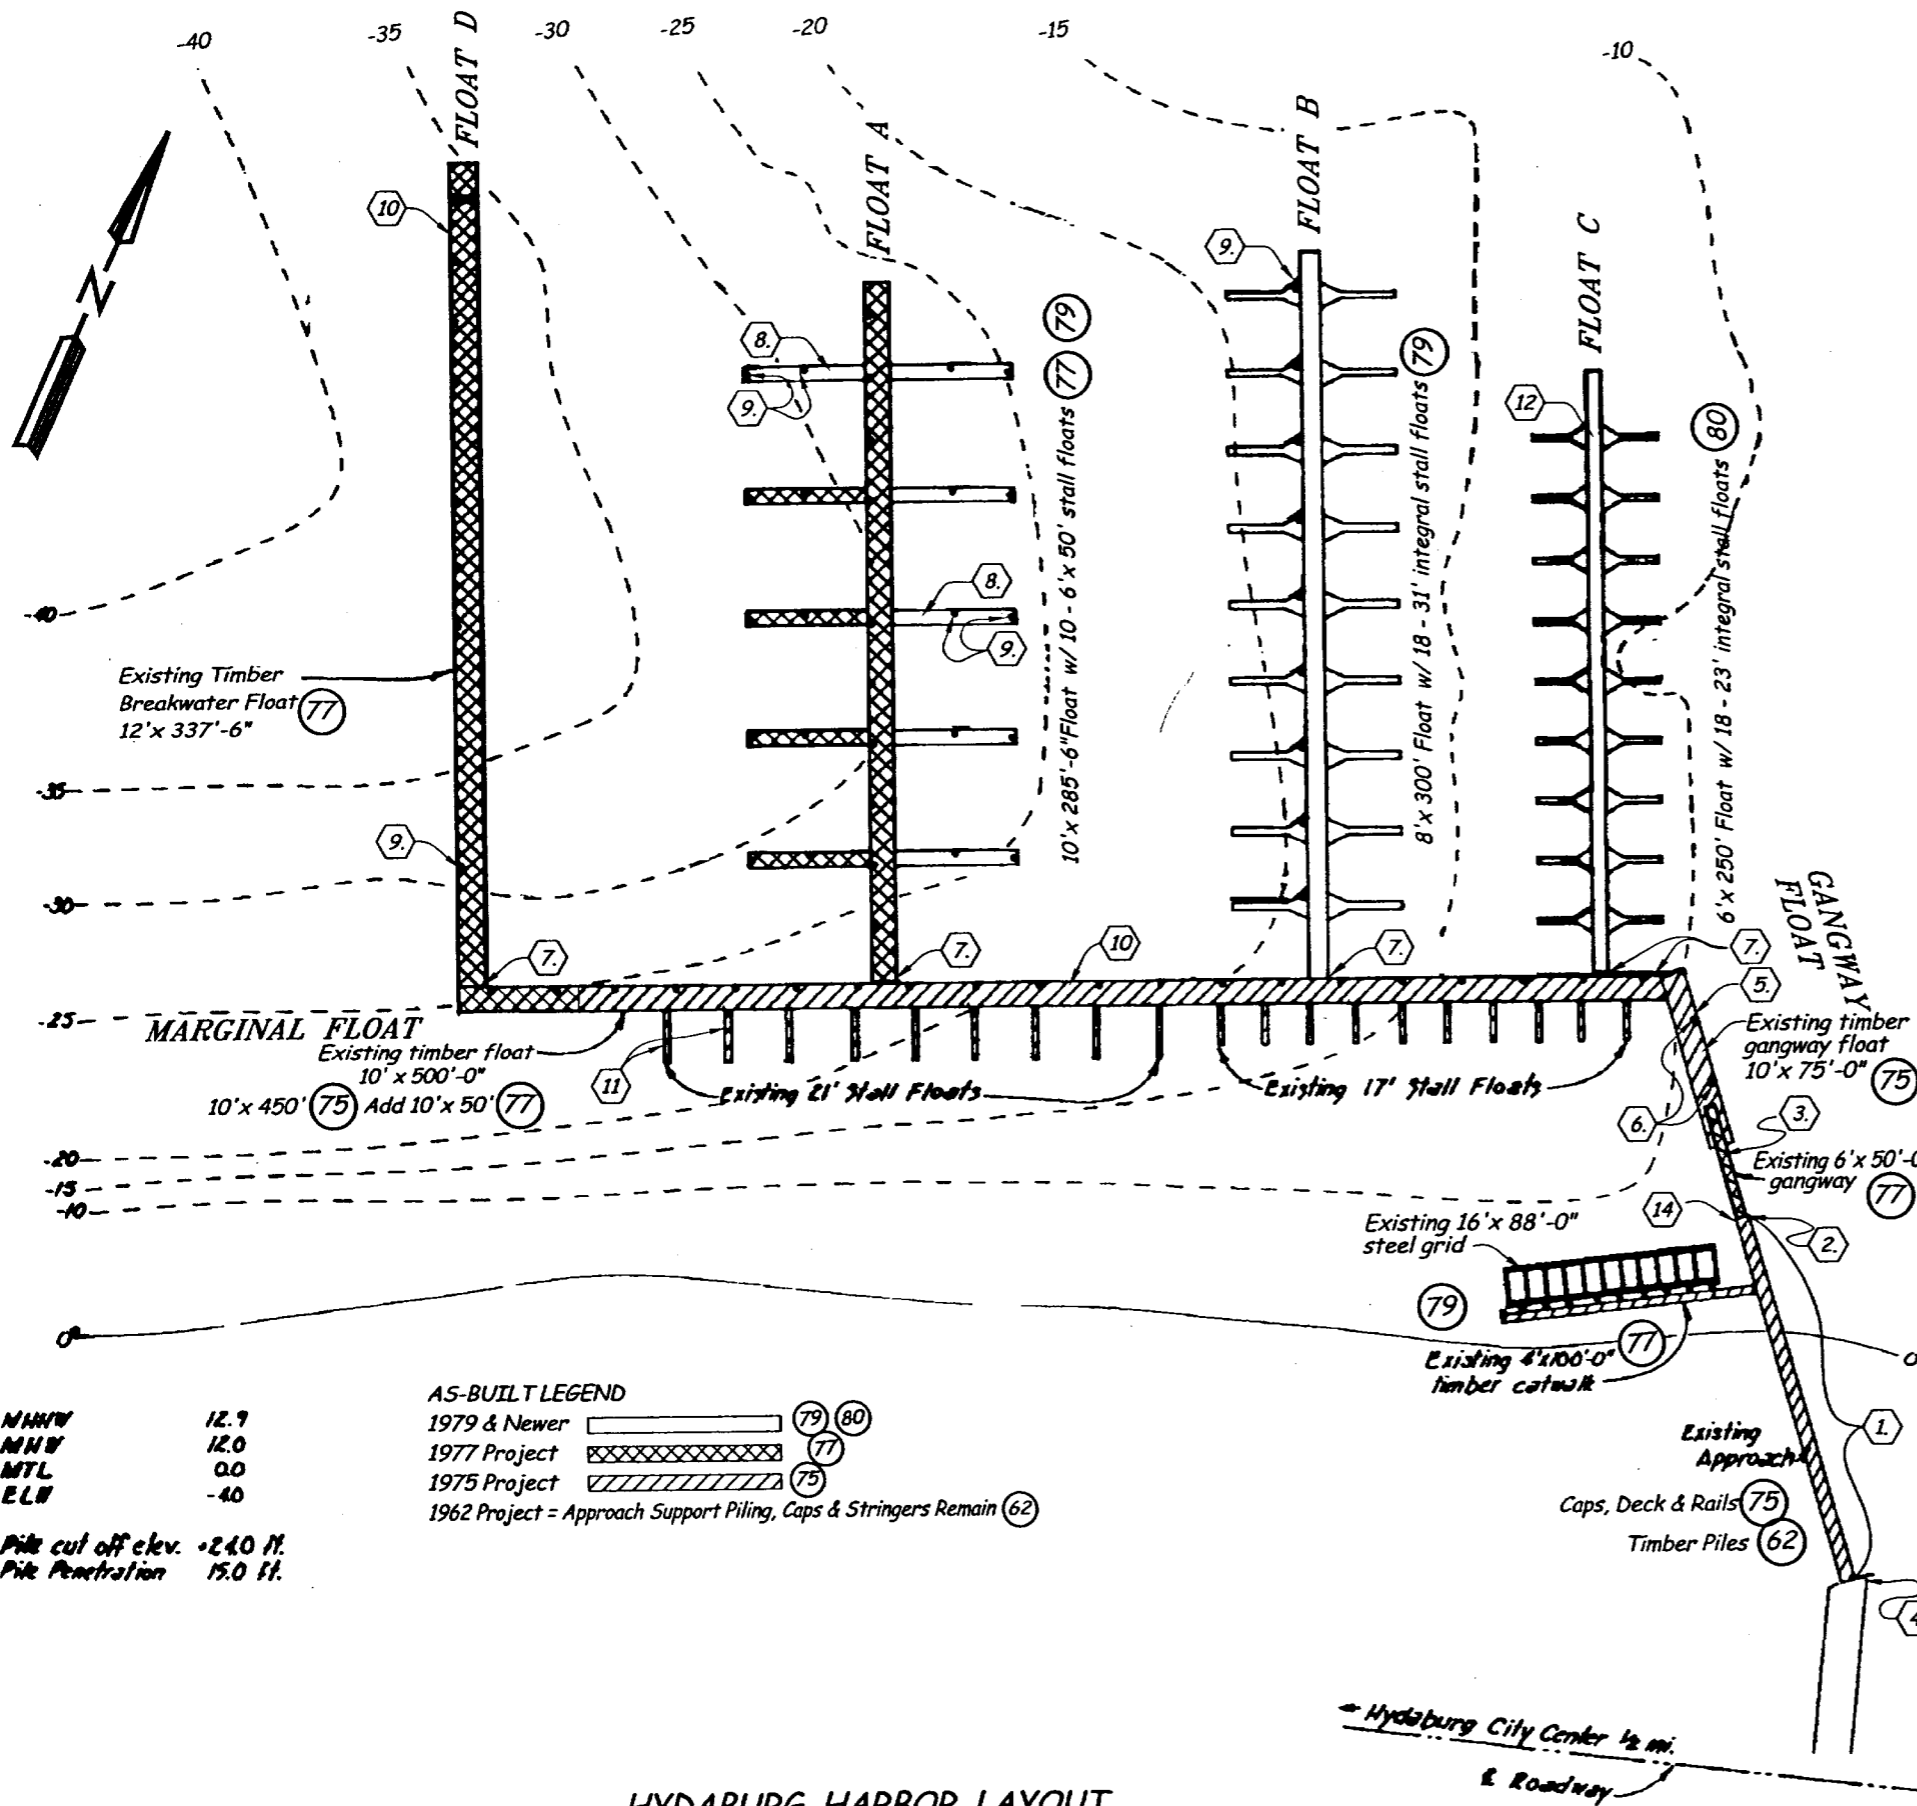 -40
-35
-30
-25
-20
-15
-10
FLOAT D
FLOAT A
FLOAT B
FLOAT C
N
10
9.
8.
9.
8.
9.
12
79
77
10' x 285'-6" Float w/ 10 - 6' x 50' stall floats
79
8' x 300' Float w/ 18 - 31' integral stall floats
80
6' x 250' Float w/ 18 - 23' integral stall floats
-40
Existing Timber
Breakwater Float 77
12' x 337'-6"
-35
9.
-30
7.
7.
10
7.
7.
GANGWAY
FLOAT
5.
-25
MARGINAL FLOAT
Existing timber float
10' x 500'-0"
10' x 450' 75 Add 10' x 50' 77
11
Existing 21' Stall Floats
Existing 17' Stall Floats
Existing timber
gangway float
10' x 75'-0" 75
6.
3.
Existing 6' x 50'-0
gangway 77
-20
-15
-10
14
2.
Existing 16' x 88'-0"
steel grid
79
77
Existing 4'x100'-0"
timber catwalk
0
0
1.
Existing
Approach
Caps, Deck & Rails 75
Timber Piles 62
4
MHHW 12.9
MHW 12.0
MTL 0.0
ELW -4.0
Pile cut off elev. +24.0 ft.
Pile Penetration 15.0 ft.
AS-BUILT LEGEND
1979 & Newer 79 80
1977 Project 77
1975 Project 75
1962 Project = Approach Support Piling, Caps & Stringers Remain 62
Hydaburg City Center ½ mi.
℄ Roadway
HYDABURG HARBOR LAYOUT